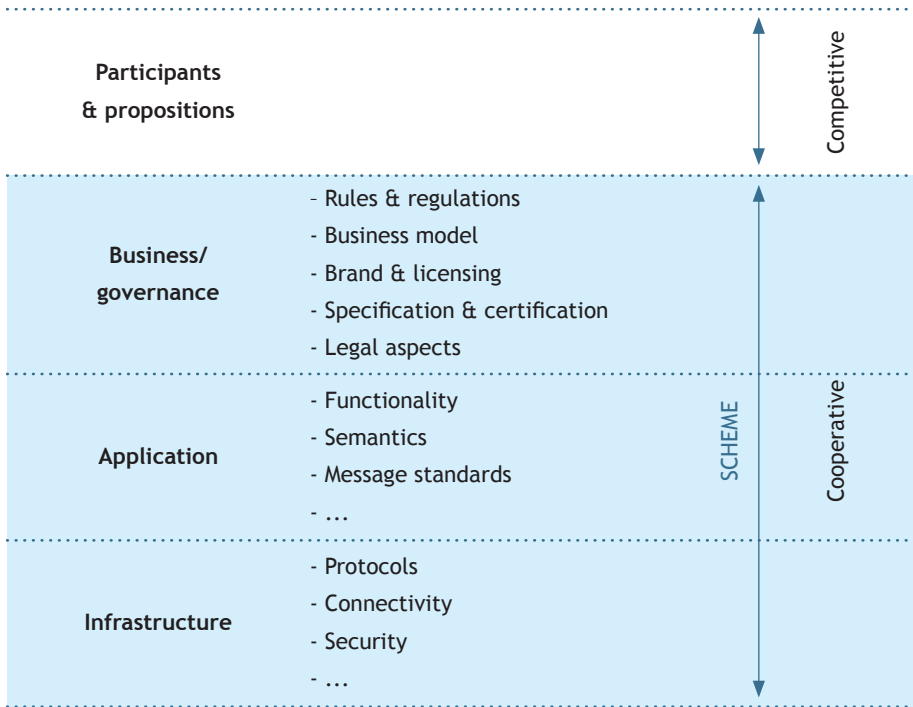 Participants
& propositions
Competitive
Business/
governance
– Rules & regulations
- Business model
- Brand & licensing
- Specification & certification
- Legal aspects
Application
- Functionality
- Semantics
- Message standards
- ...
SCHEME
Cooperative
Infrastructure
- Protocols
- Connectivity
- Security
- ...